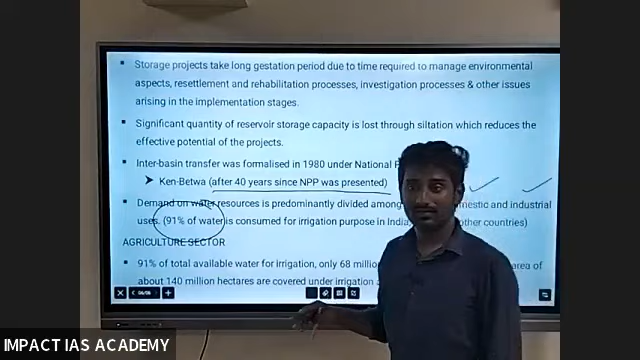 Storage projects take long gestation period due to time required to manage environmental
aspects, resettlement and rehabilitation processes, investigation processes & other issues
arising in the implementation stages.
Significant quantity of reservoir storage capacity is lost through siltation which reduces the
effective potential of the projects.
Inter-basin transfer was formalised in 1980 under National
Ken-Betwa (after 40 years since NPP was presented)
Demand on water resources is predominantly divided among and industrial
uses. (91% of water is consumed for irrigation purpose in India, other countries)
AGRICULTURE SECTOR
91% of total available water for irrigation, only 68 area of
about 140 million hectares are covered under irrigation
06/06
IMPACT IAS ACADEMY